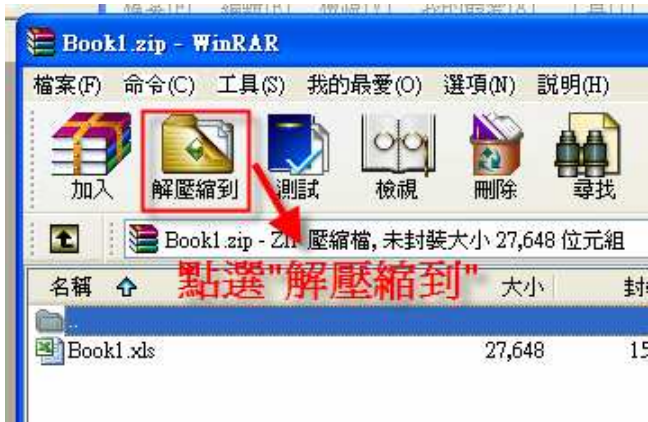 Book1.zip - WinRAR
檔案(F) 命令(C) 工具(S) 我的最愛(O) 選項(N) 說明(H)
加入 解壓縮到 測試 檢視 刪除 尋找
Book1.zip - ZIP 壓縮檔, 未封裝大小 27,648 位元組
點選"解壓縮到"
名稱 大小
..
Book1.xls 27,648